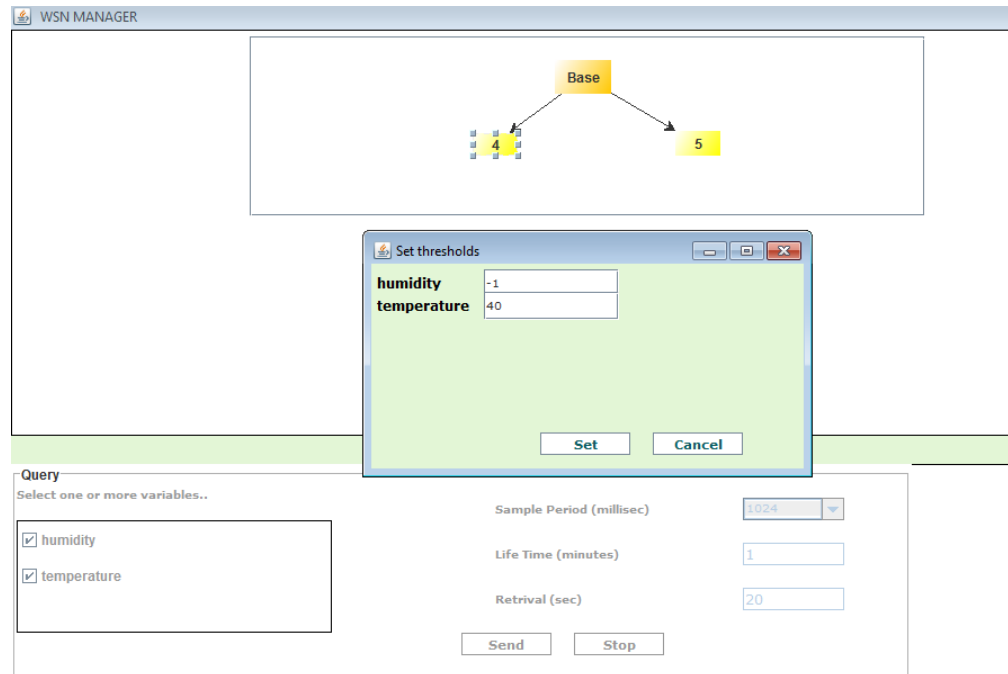 WSN MANAGER
Base
4
5
Set thresholds
humidity -1
temperature 40
Set Cancel
Query
Select one or more variables..
humidity
temperature
Sample Period (millisec) 1024
Life Time (minutes) 1
Retrival (sec) 20
Send Stop